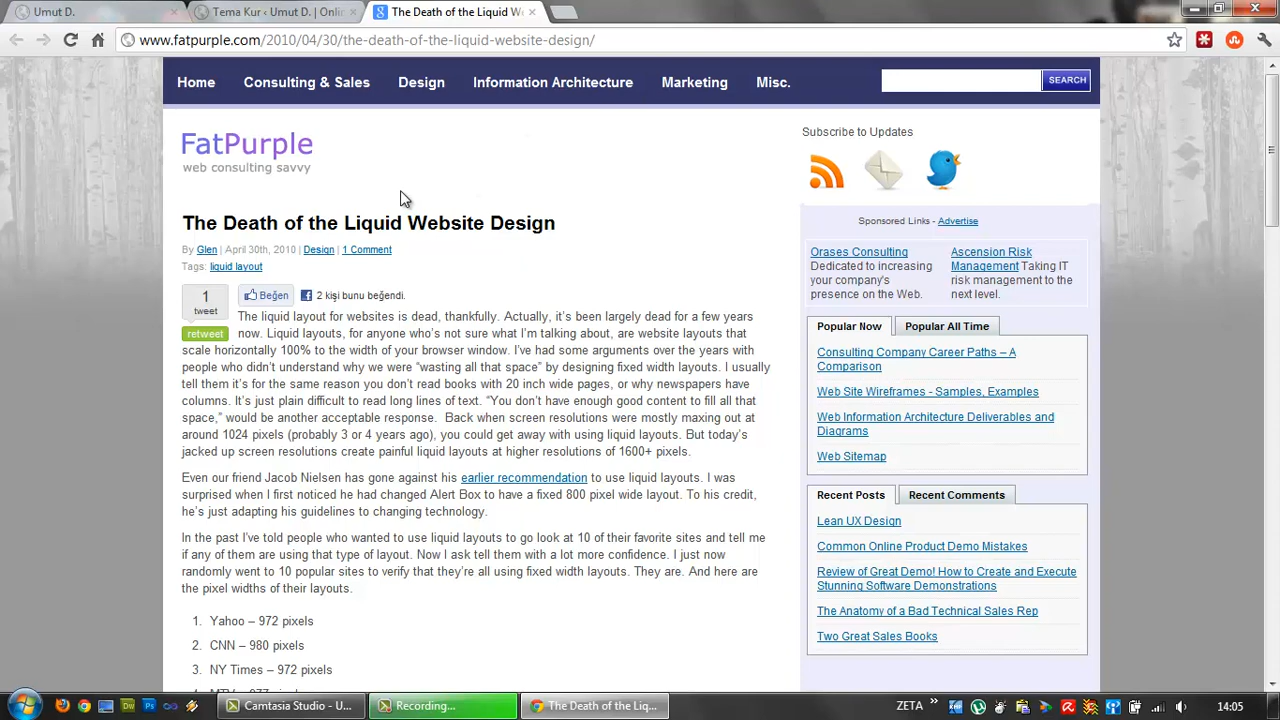 Umut D.
Tema Kur ‹ Umut D. | Online
The Death of the Liquid We
www.fatpurple.com/2010/04/30/the-death-of-the-liquid-website-design/
Home Consulting & Sales Design Information Architecture Marketing Misc. SEARCH
FatPurple
web consulting savvy
The Death of the Liquid Website Design
By Glen | April 30th, 2010 | Design | 1 Comment
Tags: liquid layout
1
tweet
retweet
Beğen
2 kişi bunu beğendi.
The liquid layout for websites is dead, thankfully. Actually, it's been largely dead for a few years
now. Liquid layouts, for anyone who's not sure what I'm talking about, are website layouts that
scale horizontally 100% to the width of your browser window. I've had some arguments over the years with
people who didn't understand why we were “wasting all that space” by designing fixed width layouts. I usually
tell them it's for the same reason you don't read books with 20 inch wide pages, or why newspapers have
columns. It's just plain difficult to read long lines of text. “You don't have enough good content to fill all that
space,” would be another acceptable response. Back when screen resolutions were mostly maxing out at
around 1024 pixels (probably 3 or 4 years ago), you could get away with using liquid layouts. But today's
jacked up screen resolutions create painful liquid layouts at higher resolutions of 1600+ pixels.
Even our friend Jacob Nielsen has gone against his earlier recommendation to use liquid layouts. I was
surprised when I first noticed he had changed Alert Box to have a fixed 800 pixel wide layout. To his credit,
he's just adapting his guidelines to changing technology.
In the past I've told people who wanted to use liquid layouts to go look at 10 of their favorite sites and tell me
if any of them are using that type of layout. Now I ask tell them with a lot more confidence. I just now
randomly went to 10 popular sites to verify that they're all using fixed width layouts. They are. And here are
the pixel widths of their layouts.
1. Yahoo – 972 pixels
2. CNN – 980 pixels
3. NY Times – 972 pixels
Subscribe to Updates
Sponsored Links - Advertise
Orases Consulting
Dedicated to increasing
your company's
presence on the Web.
Ascension Risk
Management Taking IT
risk management to the
next level.
Popular Now Popular All Time
Consulting Company Career Paths – A
Comparison
Web Site Wireframes - Samples, Examples
Web Information Architecture Deliverables and
Diagrams
Web Sitemap
Recent Posts Recent Comments
Lean UX Design
Common Online Product Demo Mistakes
Review of Great Demo! How to Create and Execute
Stunning Software Demonstrations
The Anatomy of a Bad Technical Sales Rep
Two Great Sales Books
Camtasia Studio - U... Recording... The Death of the Liq... ZETA 14:05